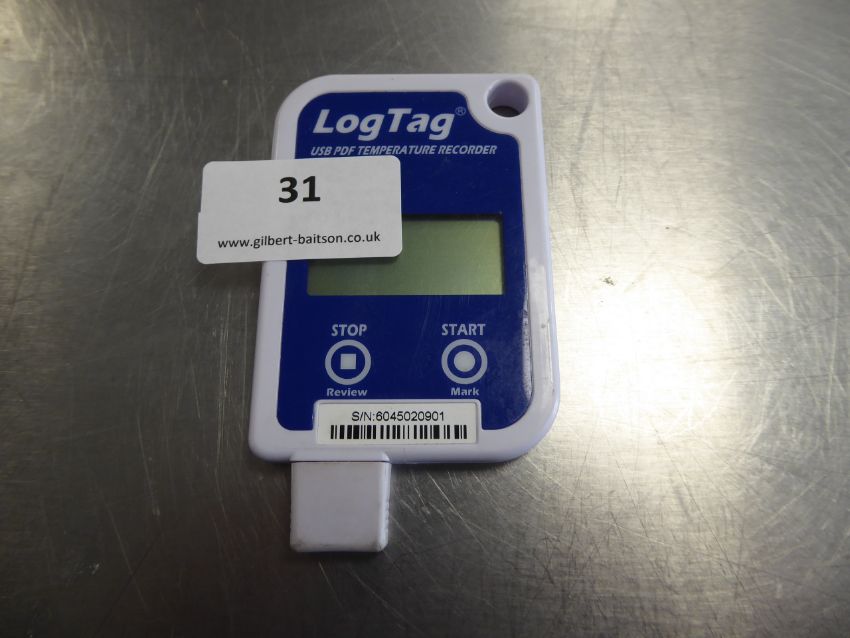 LogTag®
USB PDF TEMPERATURE RECORDER
31
www.gilbert-baitson.co.uk
STOP
START
Review
Mark
S/N:6045020901